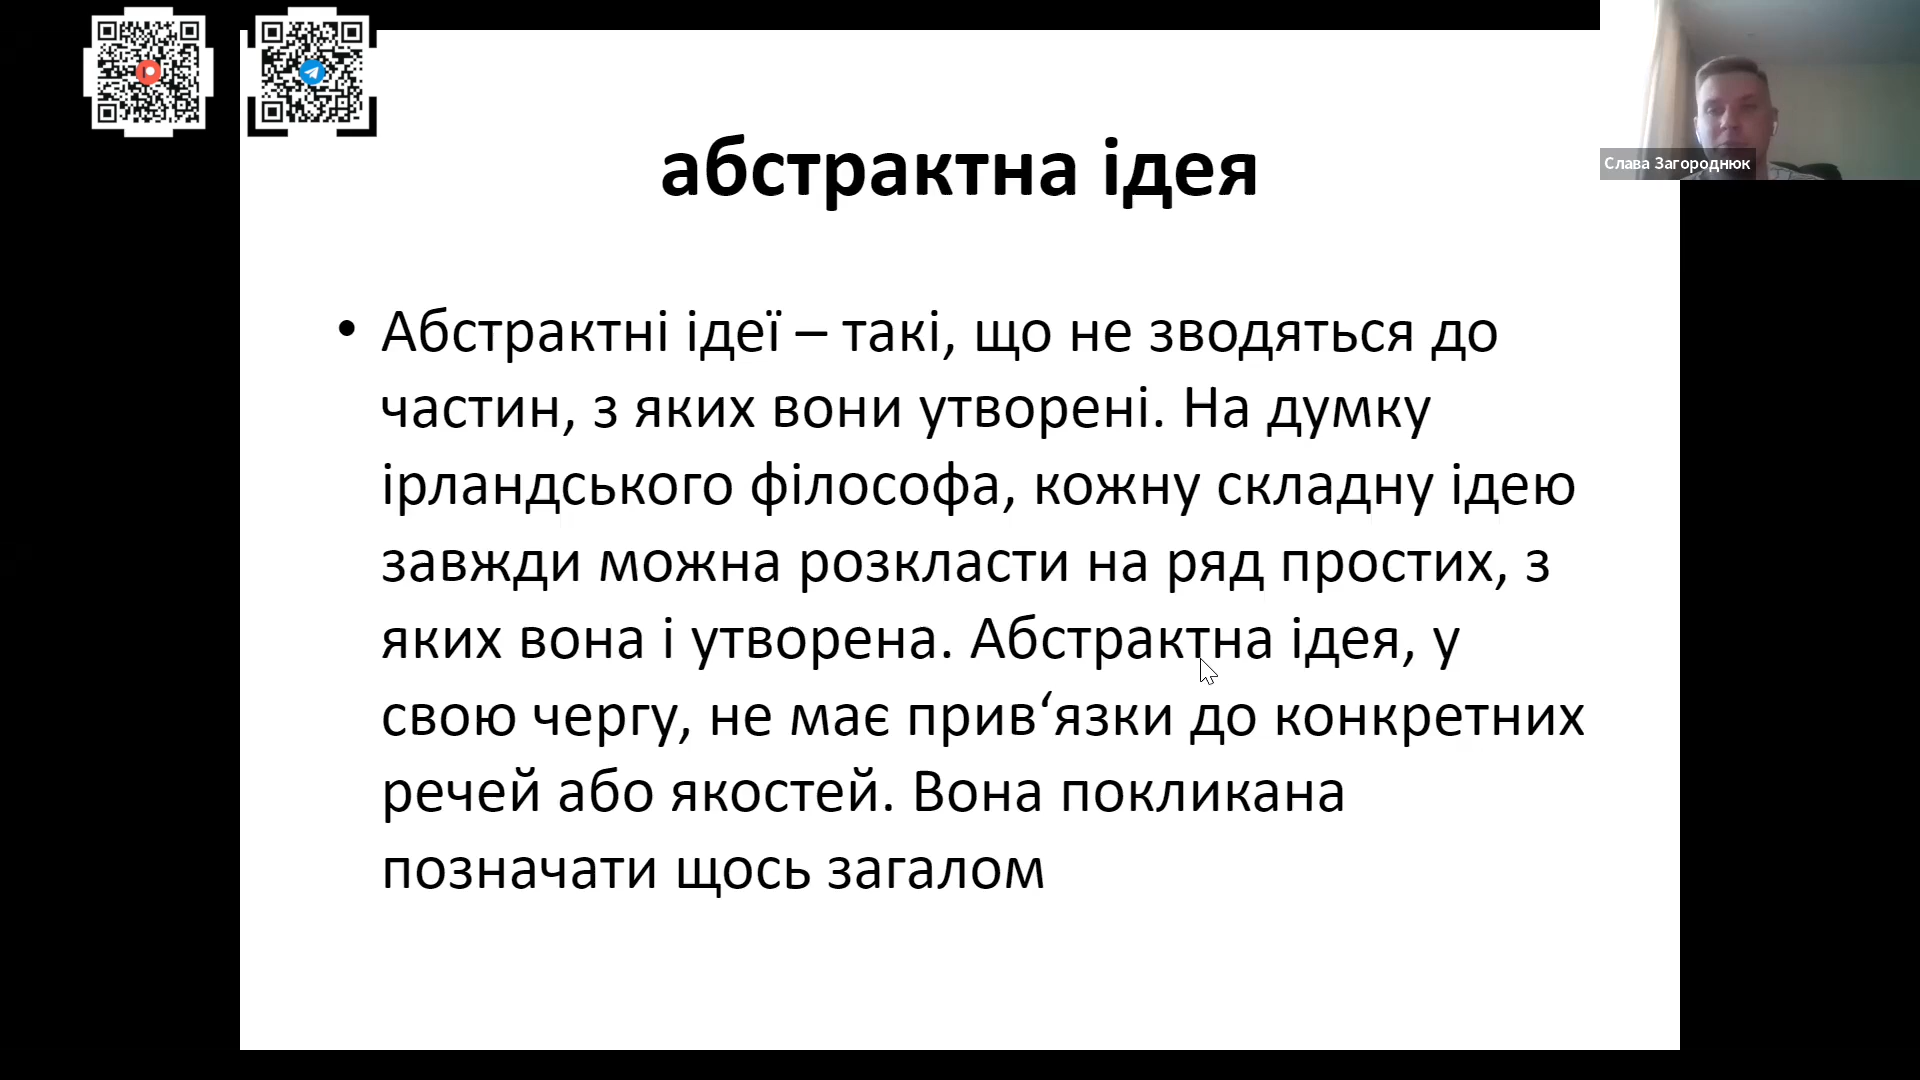 абстрактна ідея
Слава Загороднюк
• Абстрактні ідеї – такі, що не зводяться до
частин, з яких вони утворені. На думку
ірландського філософа, кожну складну ідею
завжди можна розкласти на ряд простих, з
яких вона і утворена. Абстрактна ідея, у
свою чергу, не має прив‘язки до конкретних
речей або якостей. Вона покликана
позначати щось загалом